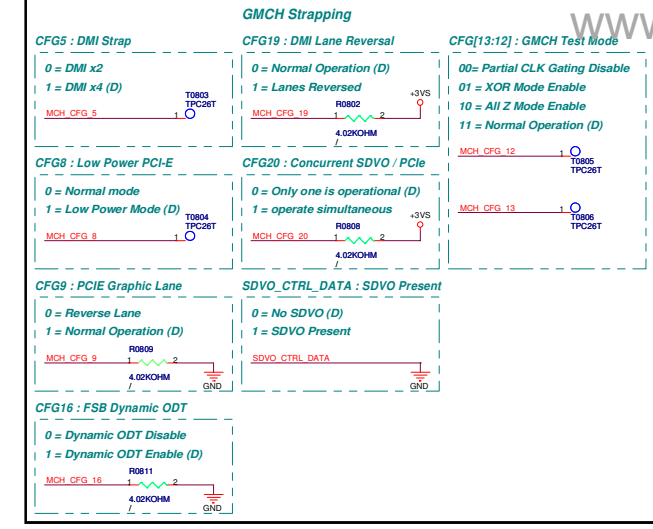 GMCH Strapping
www
CFG5 : DMI Strap
0 = DMI x2
1 = DMI x4 (D)
T0803
TPC26T
MCH_CFG_5
1
CFG19 : DMI Lane Reversal
0 = Normal Operation (D)
1 = Lanes Reversed
+3VS
R0802
MCH_CFG_19
1
2
4.02KOHM
/
CFG[13:12] : GMCH Test Mode
00= Partial CLK Gating Disable
01 = XOR Mode Enable
10 = All Z Mode Enable
11 = Normal Operation (D)
MCH_CFG_12
1
T0805
TPC26T
MCH_CFG_13
1
T0806
TPC26T
CFG8 : Low Power PCI-E
0 = Normal mode
1 = Low Power Mode (D)
T0804
TPC26T
MCH_CFG_8
1
CFG20 : Concurrent SDVO / PCIe
0 = Only one is operational (D)
1 = operate simultaneous
+3VS
R0808
MCH_CFG_20
1
2
4.02KOHM
/
CFG9 : PCIE Graphic Lane
0 = Reverse Lane
1 = Normal Operation (D)
R0809
MCH_CFG_9
1
2
4.02KOHM
/
GND
SDVO_CTRL_DATA : SDVO Present
0 = No SDVO (D)
1 = SDVO Present
SDVO_CTRL_DATA
GND
CFG16 : FSB Dynamic ODT
0 = Dynamic ODT Disable
1 = Dynamic ODT Enable (D)
R0811
MCH_CFG_16
1
2
4.02KOHM
/
GND